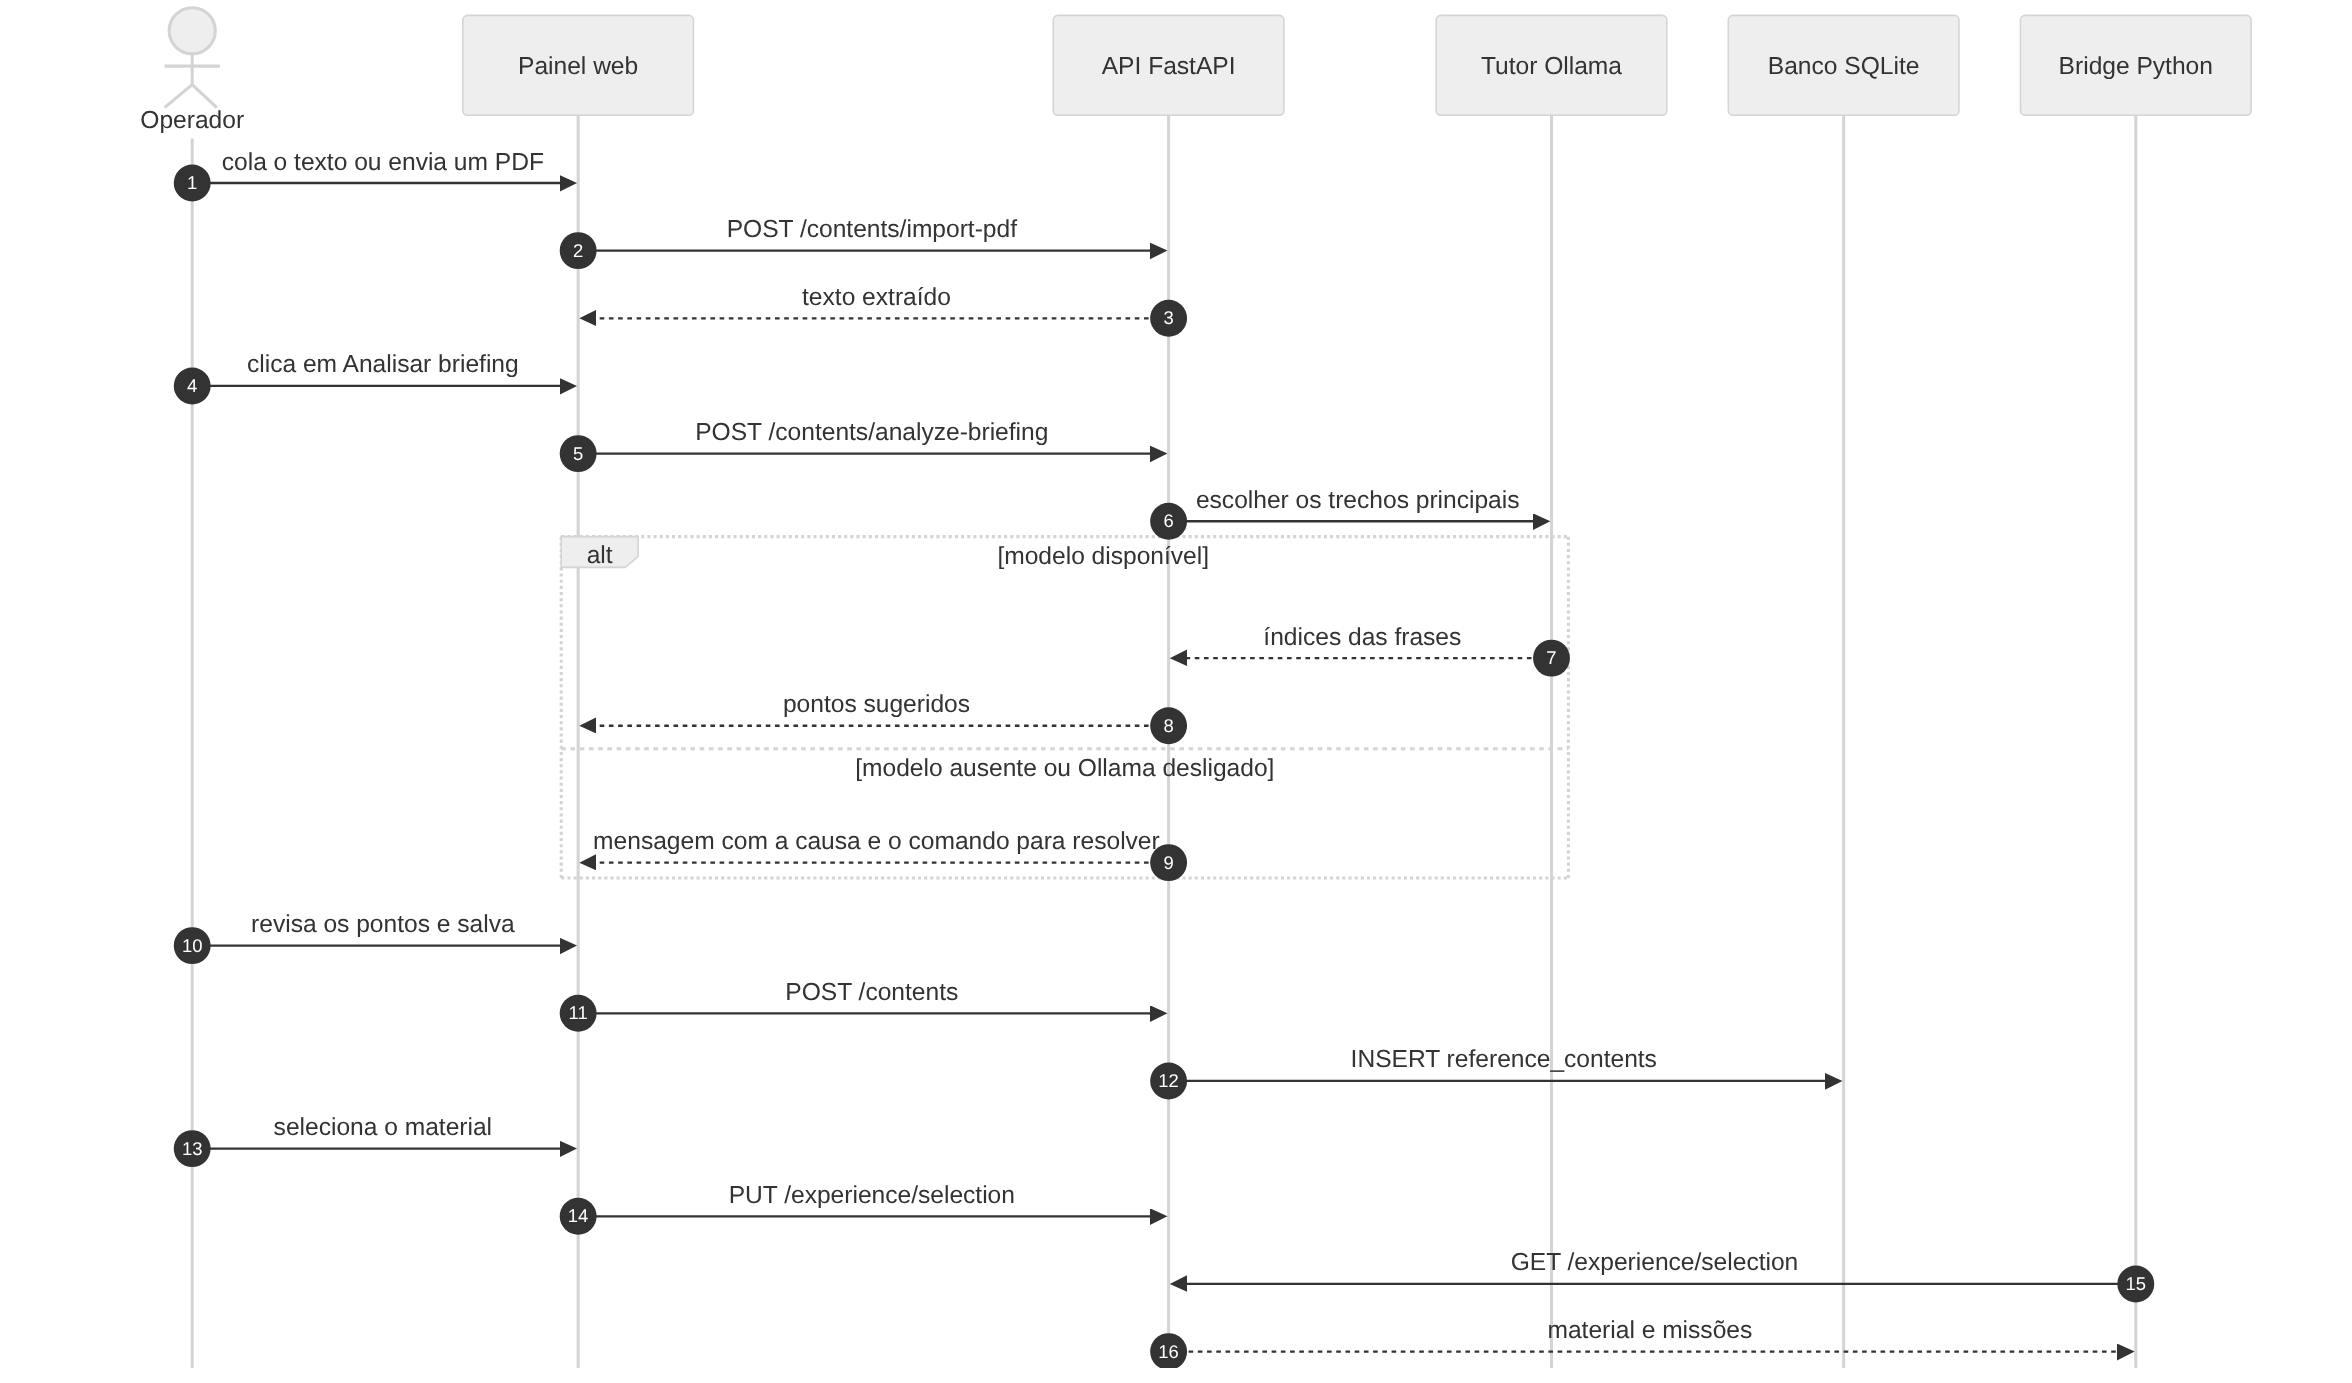 Operador
Painel web
API FastAPI
Tutor Ollama
Banco SQLite
Bridge Python
1
cola o texto ou envia um PDF
2
POST /contents/import-pdf
texto extraído
3
4
clica em Analisar briefing
5
POST /contents/analyze-briefing
6
escolher os trechos principais
alt
[modelo disponível]
índices das frases
7
pontos sugeridos
8
[modelo ausente ou Ollama desligado]
mensagem com a causa e o comando para resolver
9
10
revisa os pontos e salva
11
POST /contents
12
INSERT reference_contents
13
seleciona o material
14
PUT /experience/selection
GET /experience/selection
15
16
material e missões